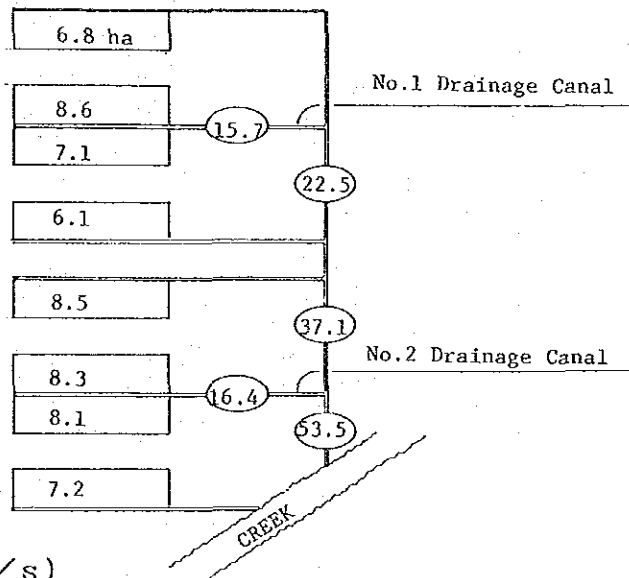 6.8 ha
No.1 Drainage Canal
8.6
15.7
7.1
22.5
6.1
8.5
37.1
No.2 Drainage Canal
8.3
16.4
8.1
53.5
7.2
CREEK
/s)